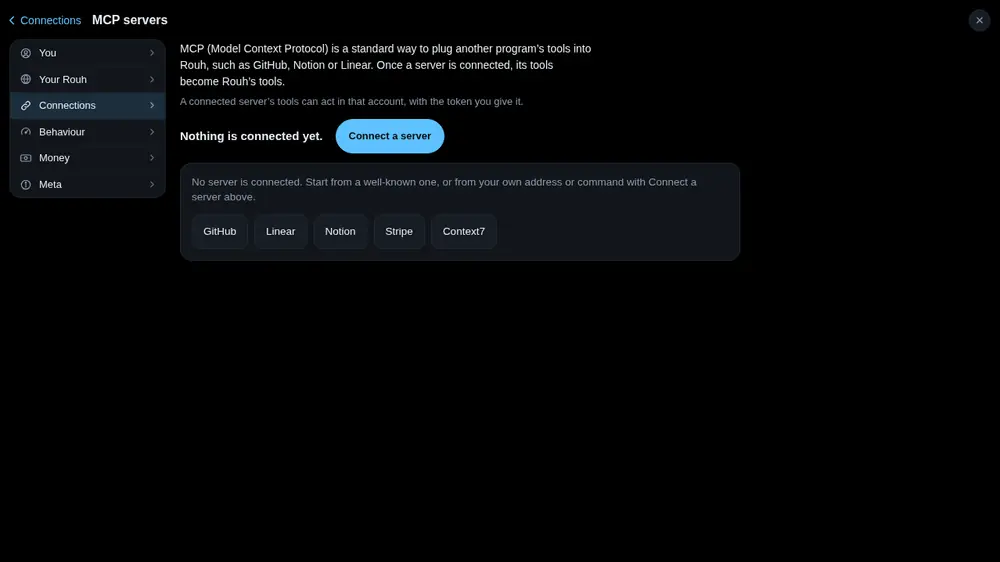 Connections MCP servers
You
Your Rouh
Connections
Behaviour
Money
Meta
MCP (Model Context Protocol) is a standard way to plug another program’s tools into
Rouh, such as GitHub, Notion or Linear. Once a server is connected, its tools
become Rouh’s tools.
A connected server’s tools can act in that account, with the token you give it.
Nothing is connected yet. Connect a server
No server is connected. Start from a well-known one, or from your own address or command with Connect a
server above.
GitHub Linear Notion Stripe Context7